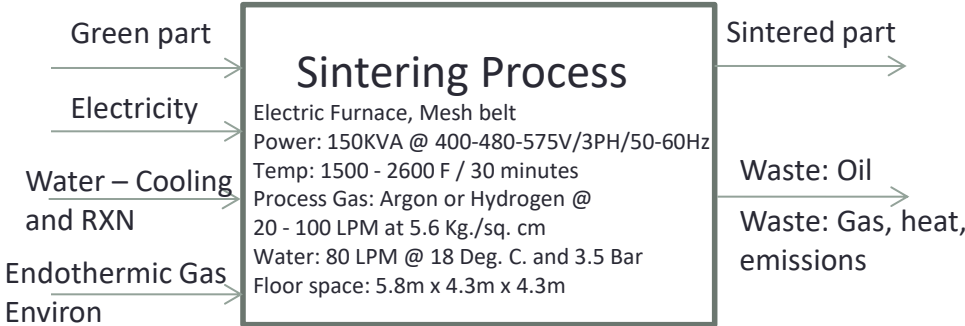 Green part
Electricity
Water – Cooling
and RXN
Endothermic Gas
Environ
Sintering Process
Electric Furnace, Mesh belt
Power: 150KVA @ 400-480-575V/3PH/50-60Hz
Temp: 1500 - 2600 F / 30 minutes
Process Gas: Argon or Hydrogen @
20 - 100 LPM at 5.6 Kg./sq. cm
Water: 80 LPM @ 18 Deg. C. and 3.5 Bar
Floor space: 5.8m x 4.3m x 4.3m
Sintered part
Waste: Oil
Waste: Gas, heat,
emissions